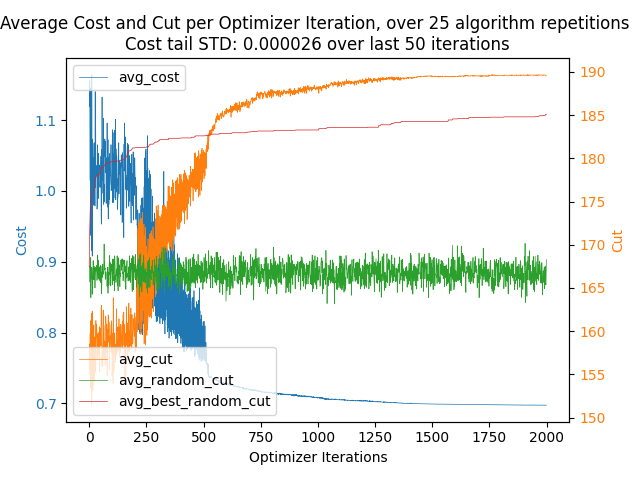 Average Cost and Cut per Optimizer Iteration, over 25 algorithm repetitions
Cost tail STD: 0.000026 over last 50 iterations
avg_cost
1.1
1.0
0.9
0.8
0.7
Cost
190
185
180
175
170
165
160
155
150
Cut
avg_cut
avg_random_cut
avg_best_random_cut
0 250 500 750 1000 1250 1500 1750 2000
Optimizer Iterations